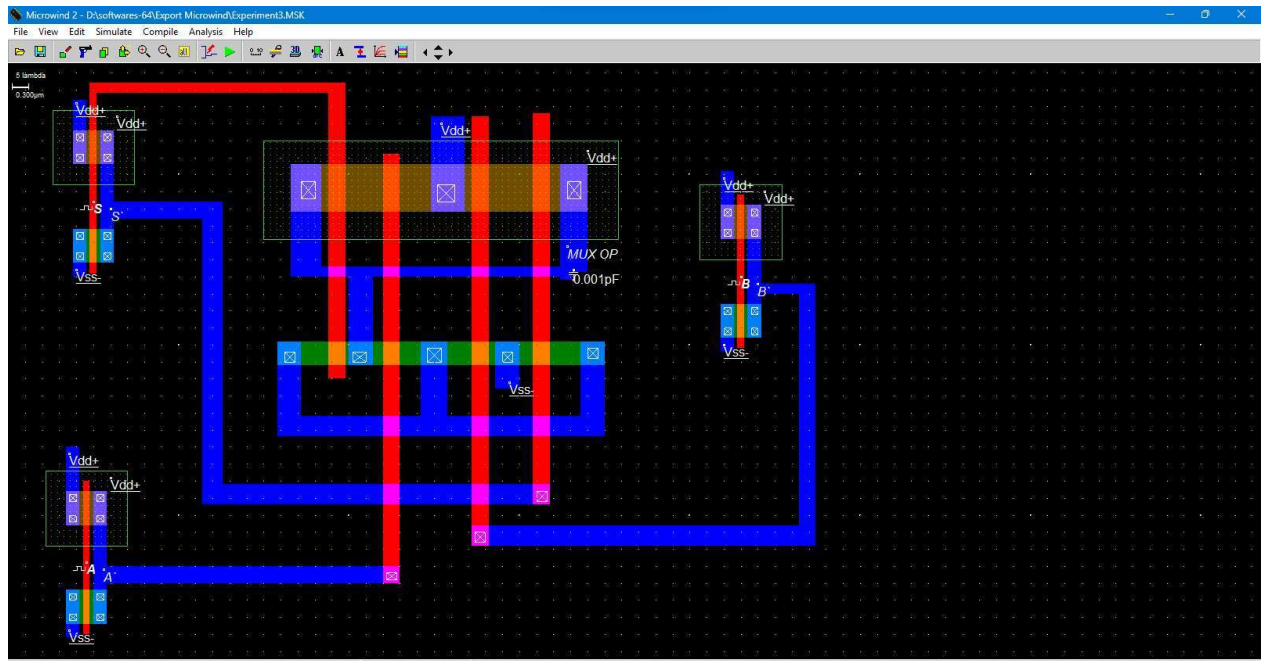 Microwind 2 - D:\softwares-64\Export Microwind\Experiment3.MSK
File View Edit Simulate Compile Analysis Help
5 lambda
0.300µm
Vdd+
Vdd+
S
S`
Vss-
Vdd+
Vdd+
MUX OP
0.001pF
Vss-
Vdd+
Vdd+
B
B`
Vss-
Vdd+
Vdd+
A
A`
Vss-